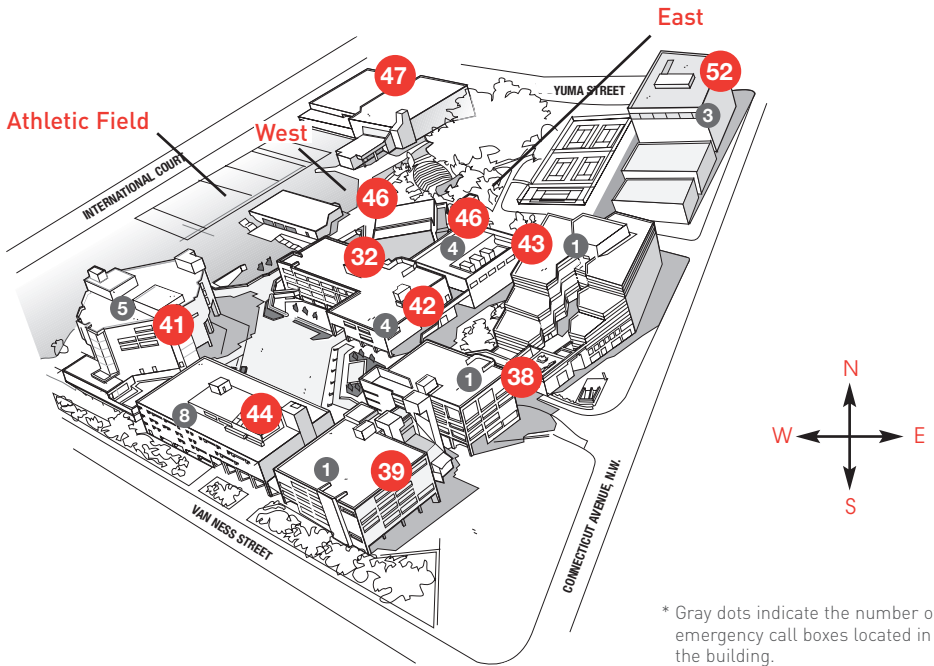 East
47
52
YUMA STREET
3
Athletic Field
West
INTERNATIONAL COURT
46
46
43
1
4
32
5
42
41
4
1
38
8
44
1
39
N
W
E
S
VAN NESS STREET
CONNECTICUT AVENUE, N.W.
* Gray dots indicate the number o
emergency call boxes located in
the building.